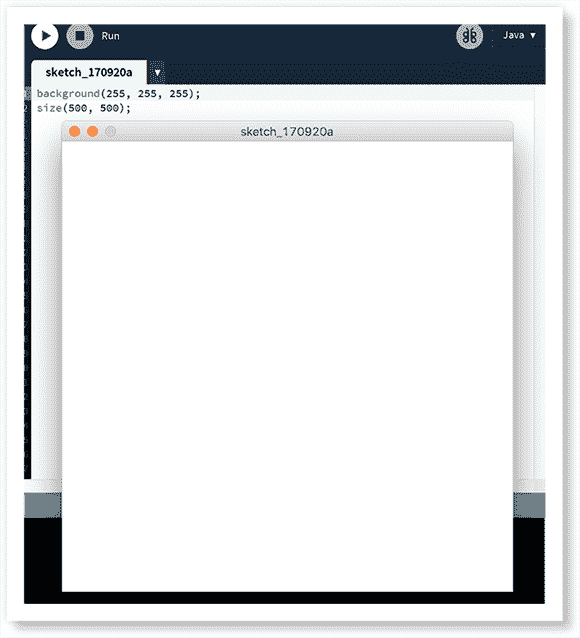 Run
Java ▼
sketch_170920a
▼
background(255, 255, 255);
size(500, 500);
sketch_170920a